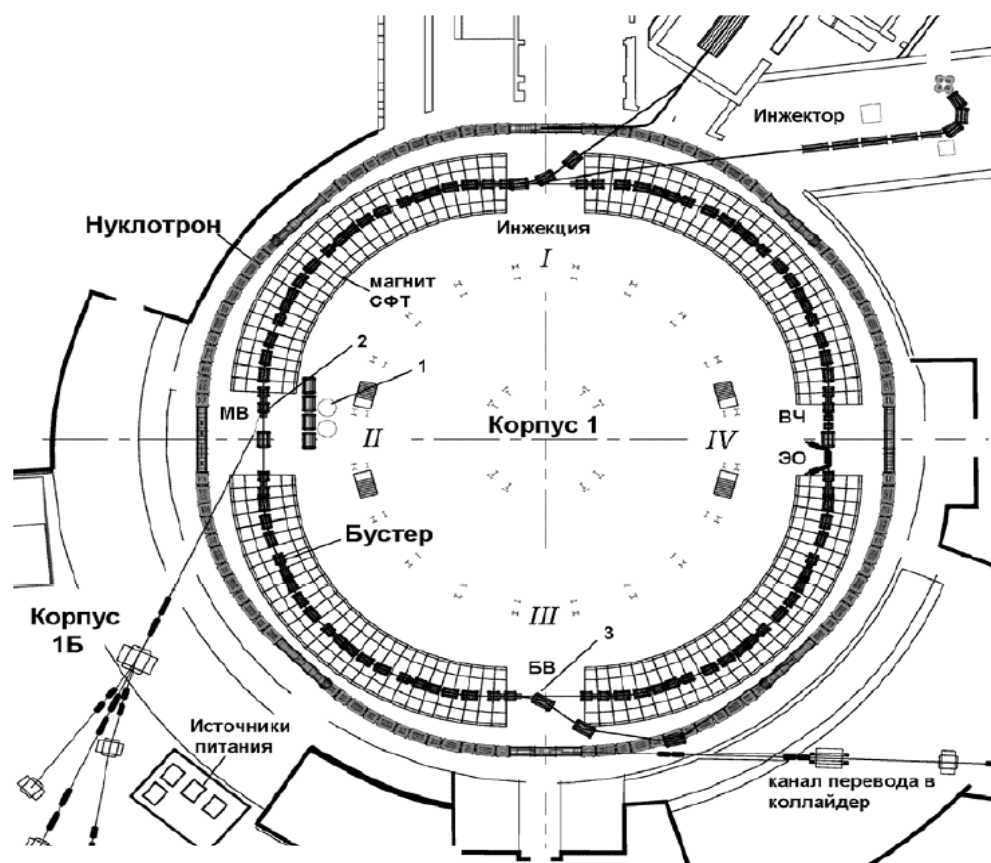 Инжектор
Нуклотрон
Инжекция
I
магнит
СФТ
2
1
МВ
ВЧ
II
Корпус 1
IV
ЭО
Бустер
Корпус
1Б
III
3
БВ
Источники
питания
канал перевода в
коллайдер